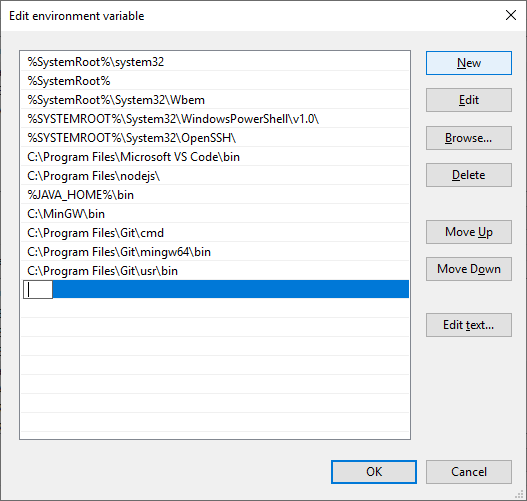 Edit environment variable
%SystemRoot%\system32
%SystemRoot%
%SystemRoot%\System32\Wbem
%SYSTEMROOT%\System32\WindowsPowerShell\v1.0\
%SYSTEMROOT%\System32\OpenSSH\
C:\Program Files\Microsoft VS Code\bin
C:\Program Files\nodejs\
%JAVA_HOME%\bin
C:\MinGW\bin
C:\Program Files\Git\cmd
C:\Program Files\Git\mingw64\bin
C:\Program Files\Git\usr\bin
New
Edit
Browse...
Delete
Move Up
Move Down
Edit text...
OK
Cancel